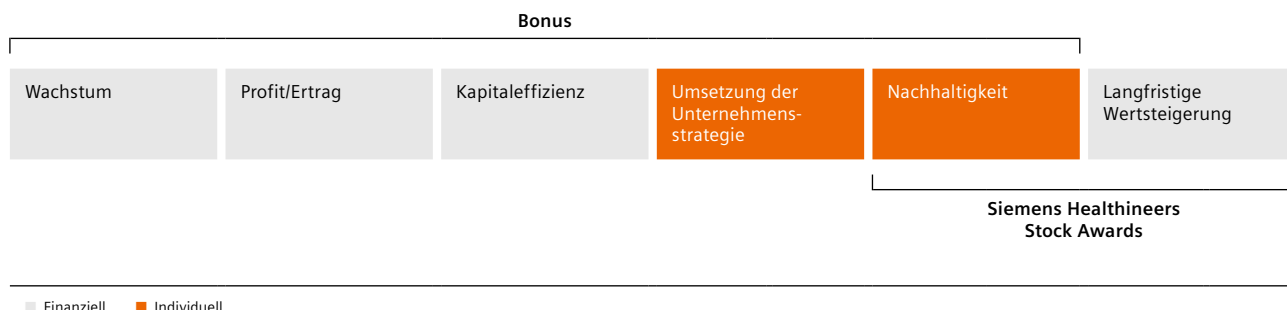 Bonus
Wachstum
Profit/Ertrag
Kapitaleffizienz
Umsetzung der
Unternehmens-
strategie
Nachhaltigkeit
Langfristige
Wertsteigerung
Siemens Healthineers
Stock Awards
Finanziell
Individuell